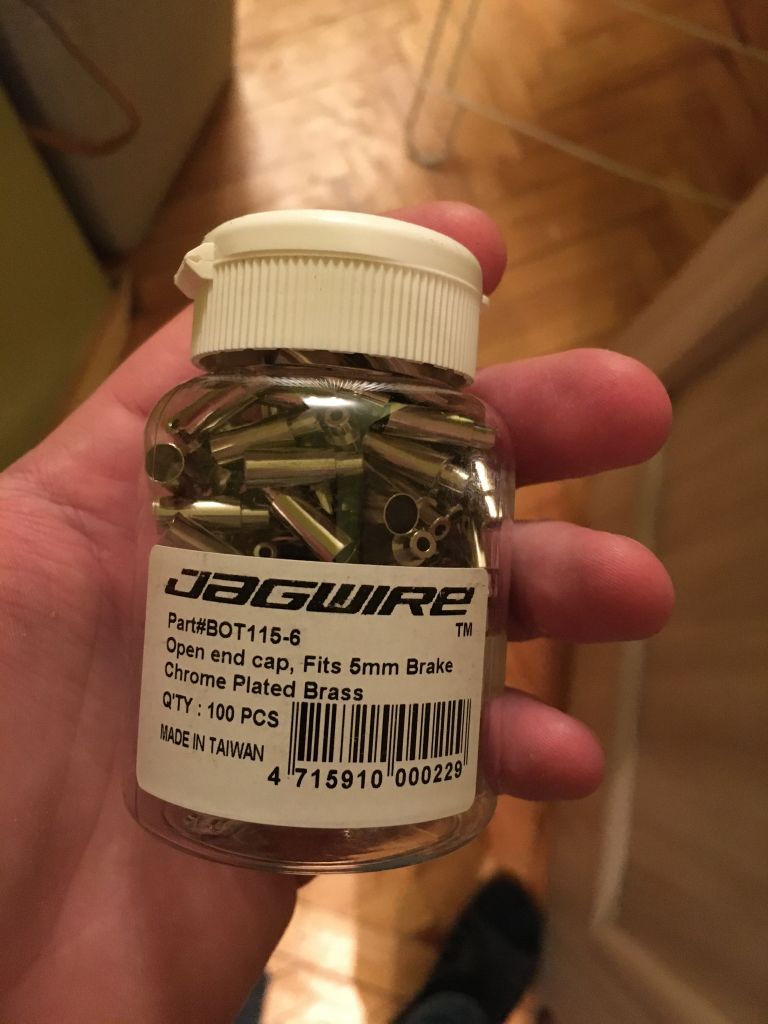 JAGWIRE
TM
Part#BOT115-6
Open end cap, Fits 5mm Brake
Chrome Plated Brass
Q'TY : 100 PCS
MADE IN TAIWAN
4 715910 000229